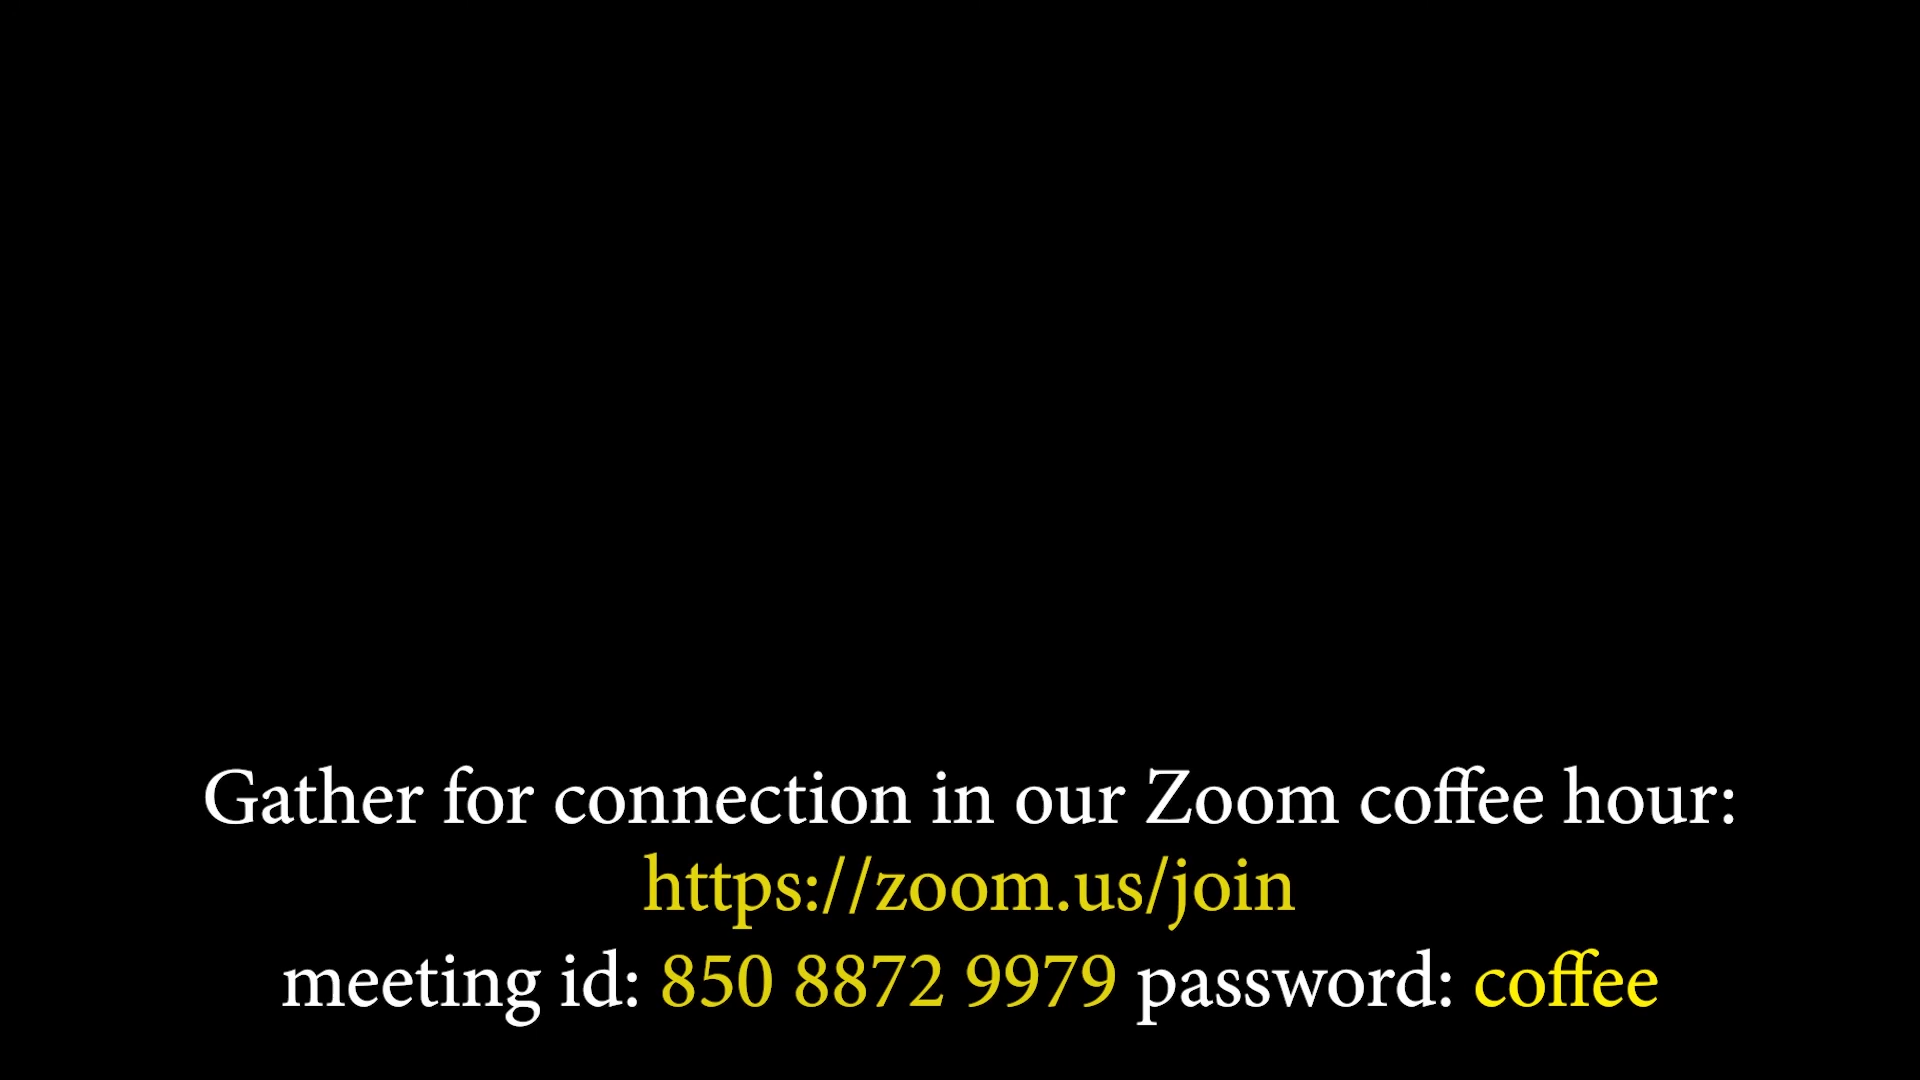 Gather for connection in our Zoom coffee hour:
https://zoom.us/join
meeting id: 850 8872 9979 password: coffee